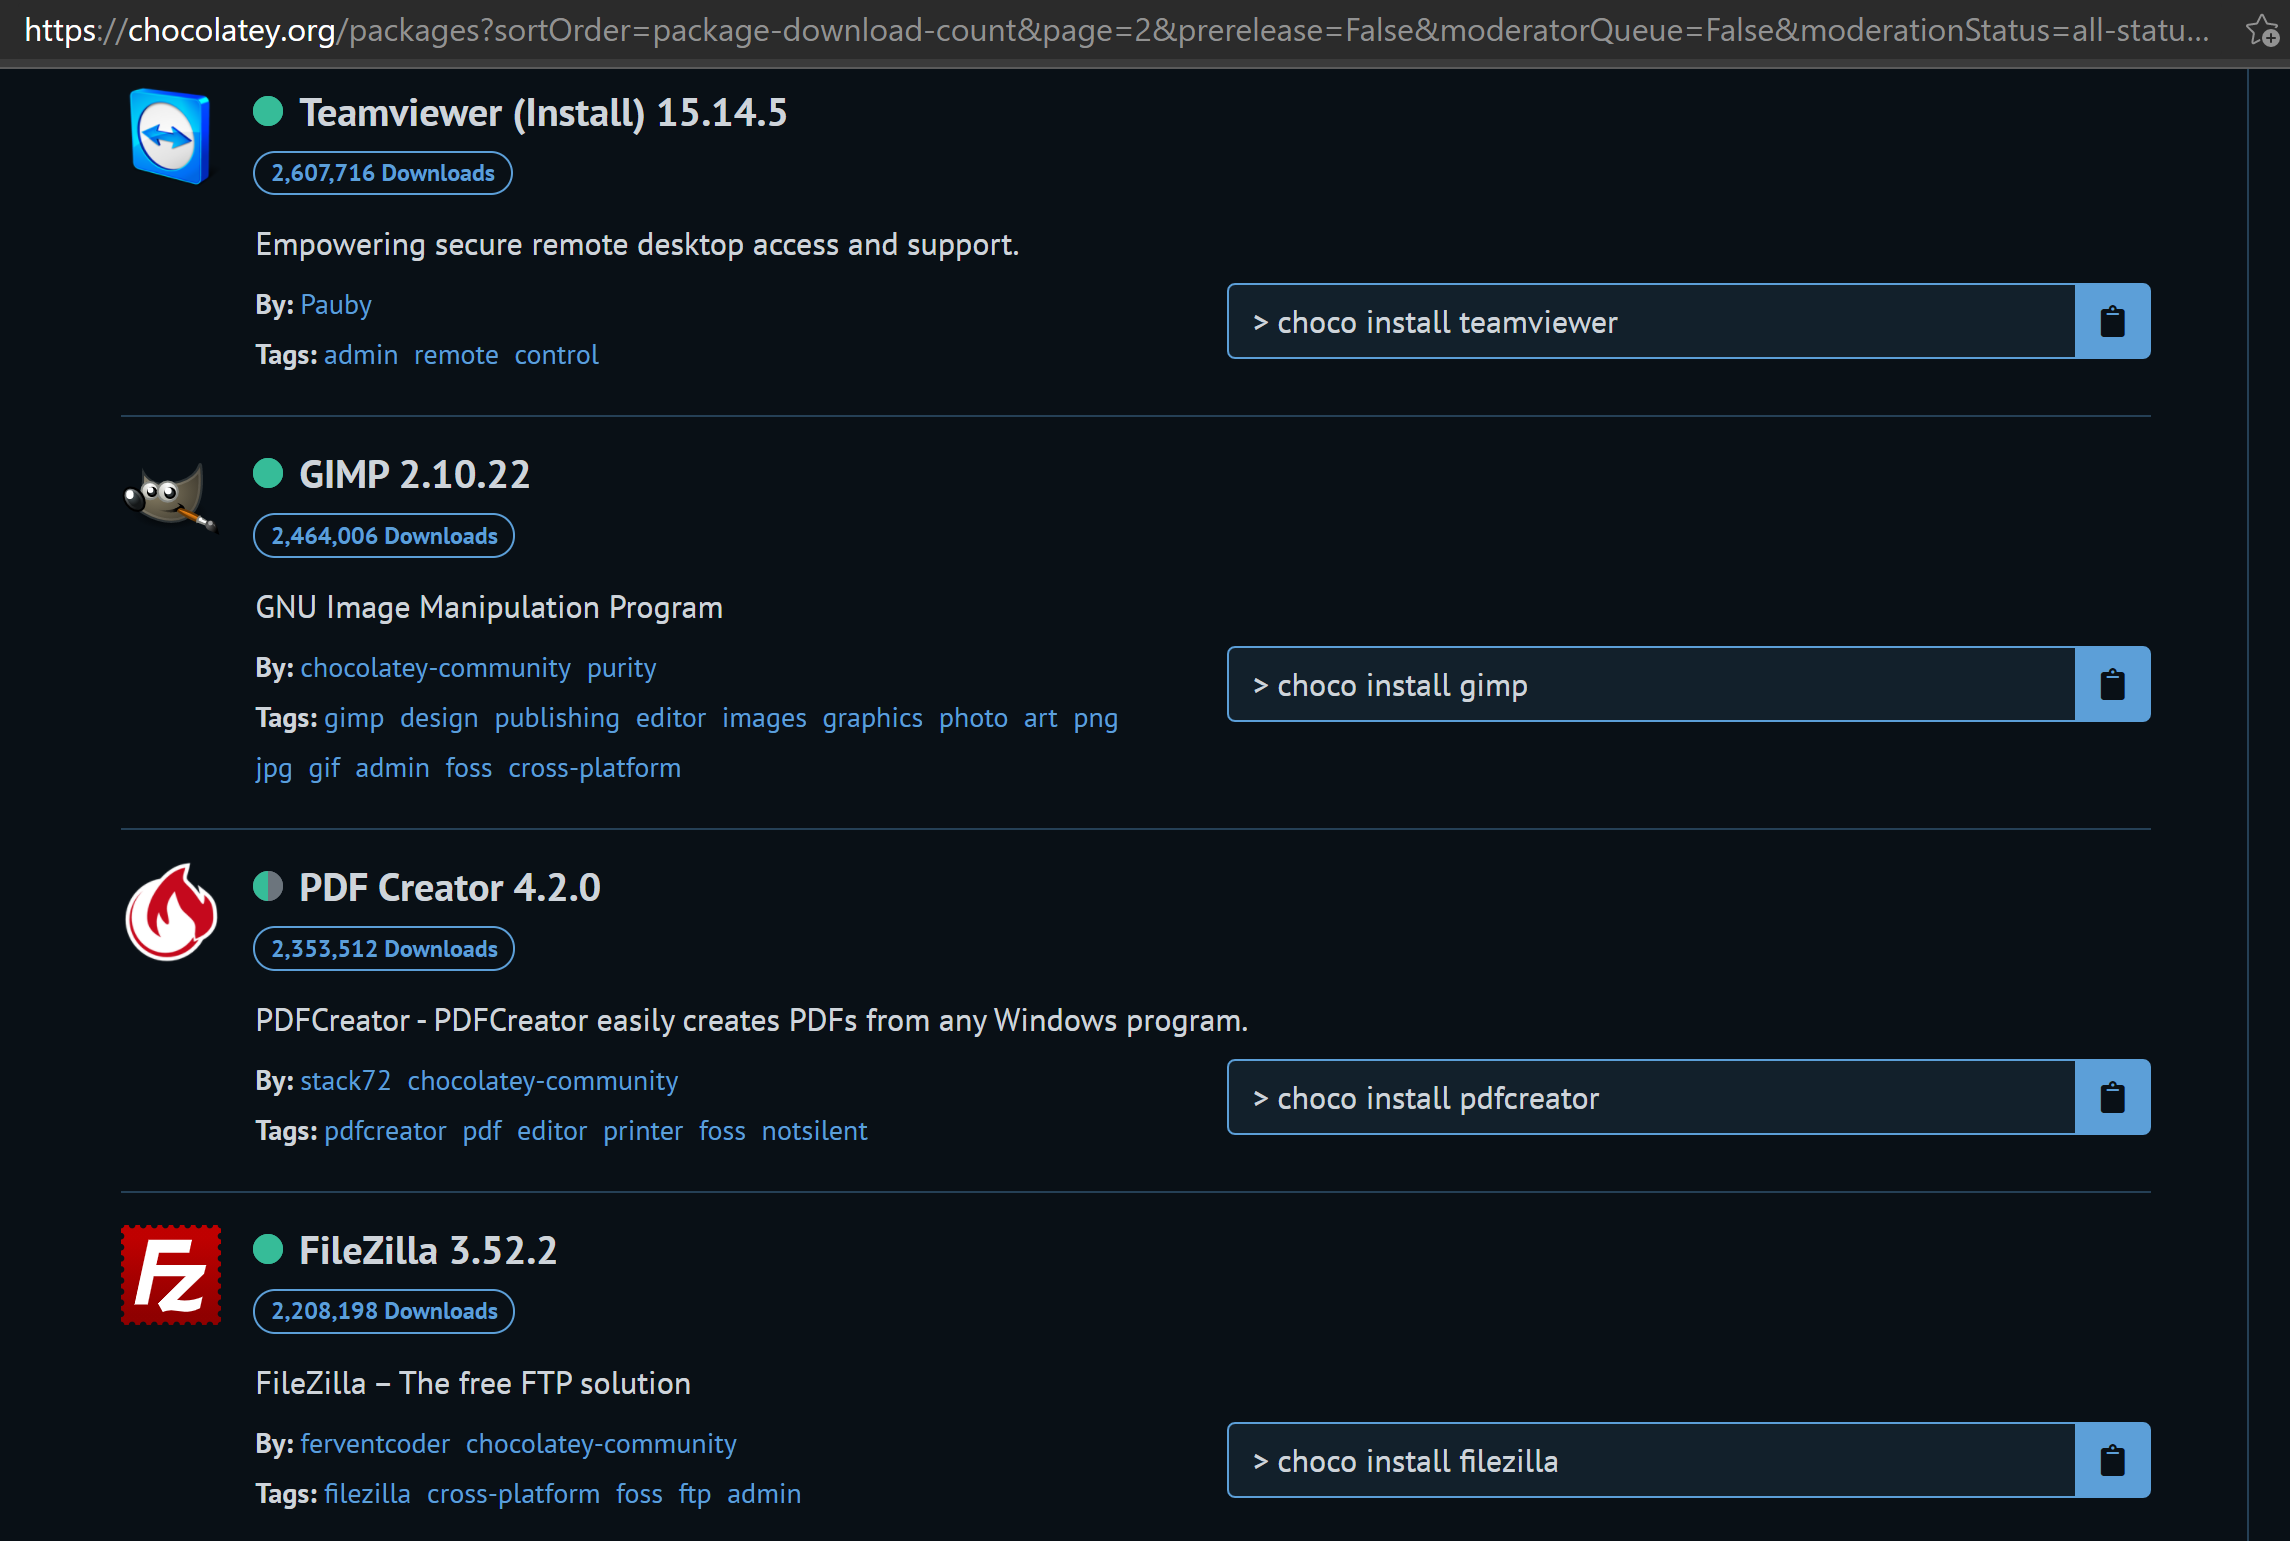 https://chocolatey.org/packages?sortOrder=package-download-count&page=2&prerelease=False&moderatorQueue=False&moderationStatus=all-statu...
Teamviewer (Install) 15.14.5
2,607,716 Downloads
Empowering secure remote desktop access and support.
By: Pauby
Tags: admin remote control
> choco install teamviewer
GIMP 2.10.22
2,464,006 Downloads
GNU Image Manipulation Program
By: chocolatey-community purity
Tags: gimp design publishing editor images graphics photo art png
jpg gif admin foss cross-platform
> choco install gimp
PDF Creator 4.2.0
2,353,512 Downloads
PDFCreator - PDFCreator easily creates PDFs from any Windows program.
By: stack72 chocolatey-community
Tags: pdfcreator pdf editor printer foss notsilent
> choco install pdfcreator
Fz
FileZilla 3.52.2
2,208,198 Downloads
FileZilla – The free FTP solution
By: ferventcoder chocolatey-community
Tags: filezilla cross-platform foss ftp admin
> choco install filezilla